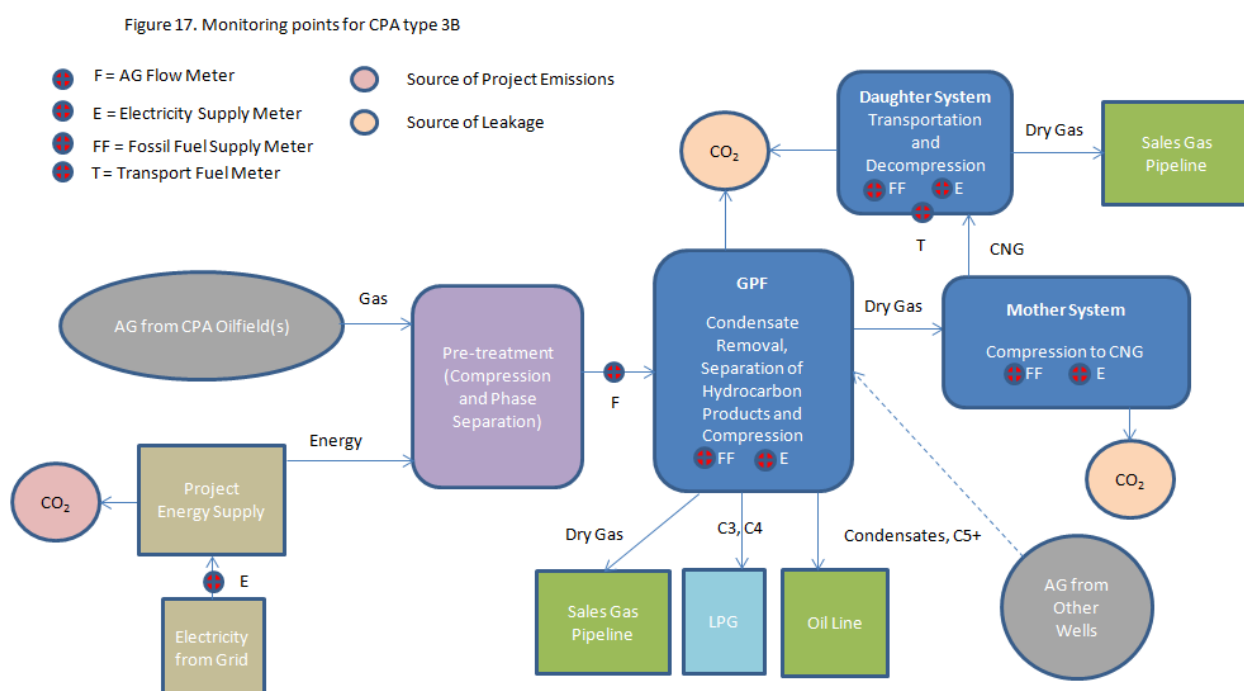 Figure 17. Monitoring points for CPA type 3B
F = AG Flow Meter
E = Electricity Supply Meter
FF = Fossil Fuel Supply Meter
T = Transport Fuel Meter
Source of Project Emissions
Source of Leakage
CO2
Daughter System
Transportation
and
Decompression
FF
E
T
Dry Gas
Sales Gas
Pipeline
CNG
AG from CPA Oilfield(s)
Gas
Pre-treatment
(Compression
and Phase
Separation)
F
GPF
Condensate
Removal,
Separation of
Hydrocarbon
Products and
Compression
FF
E
Dry Gas
Mother System
Compression to CNG
FF
E
CO2
CO2
Project
Energy Supply
Energy
E
Electricity
from Grid
Dry Gas
C3, C4
Condensates, C5+
Sales Gas
Pipeline
LPG
Oil Line
AG from
Other
Wells